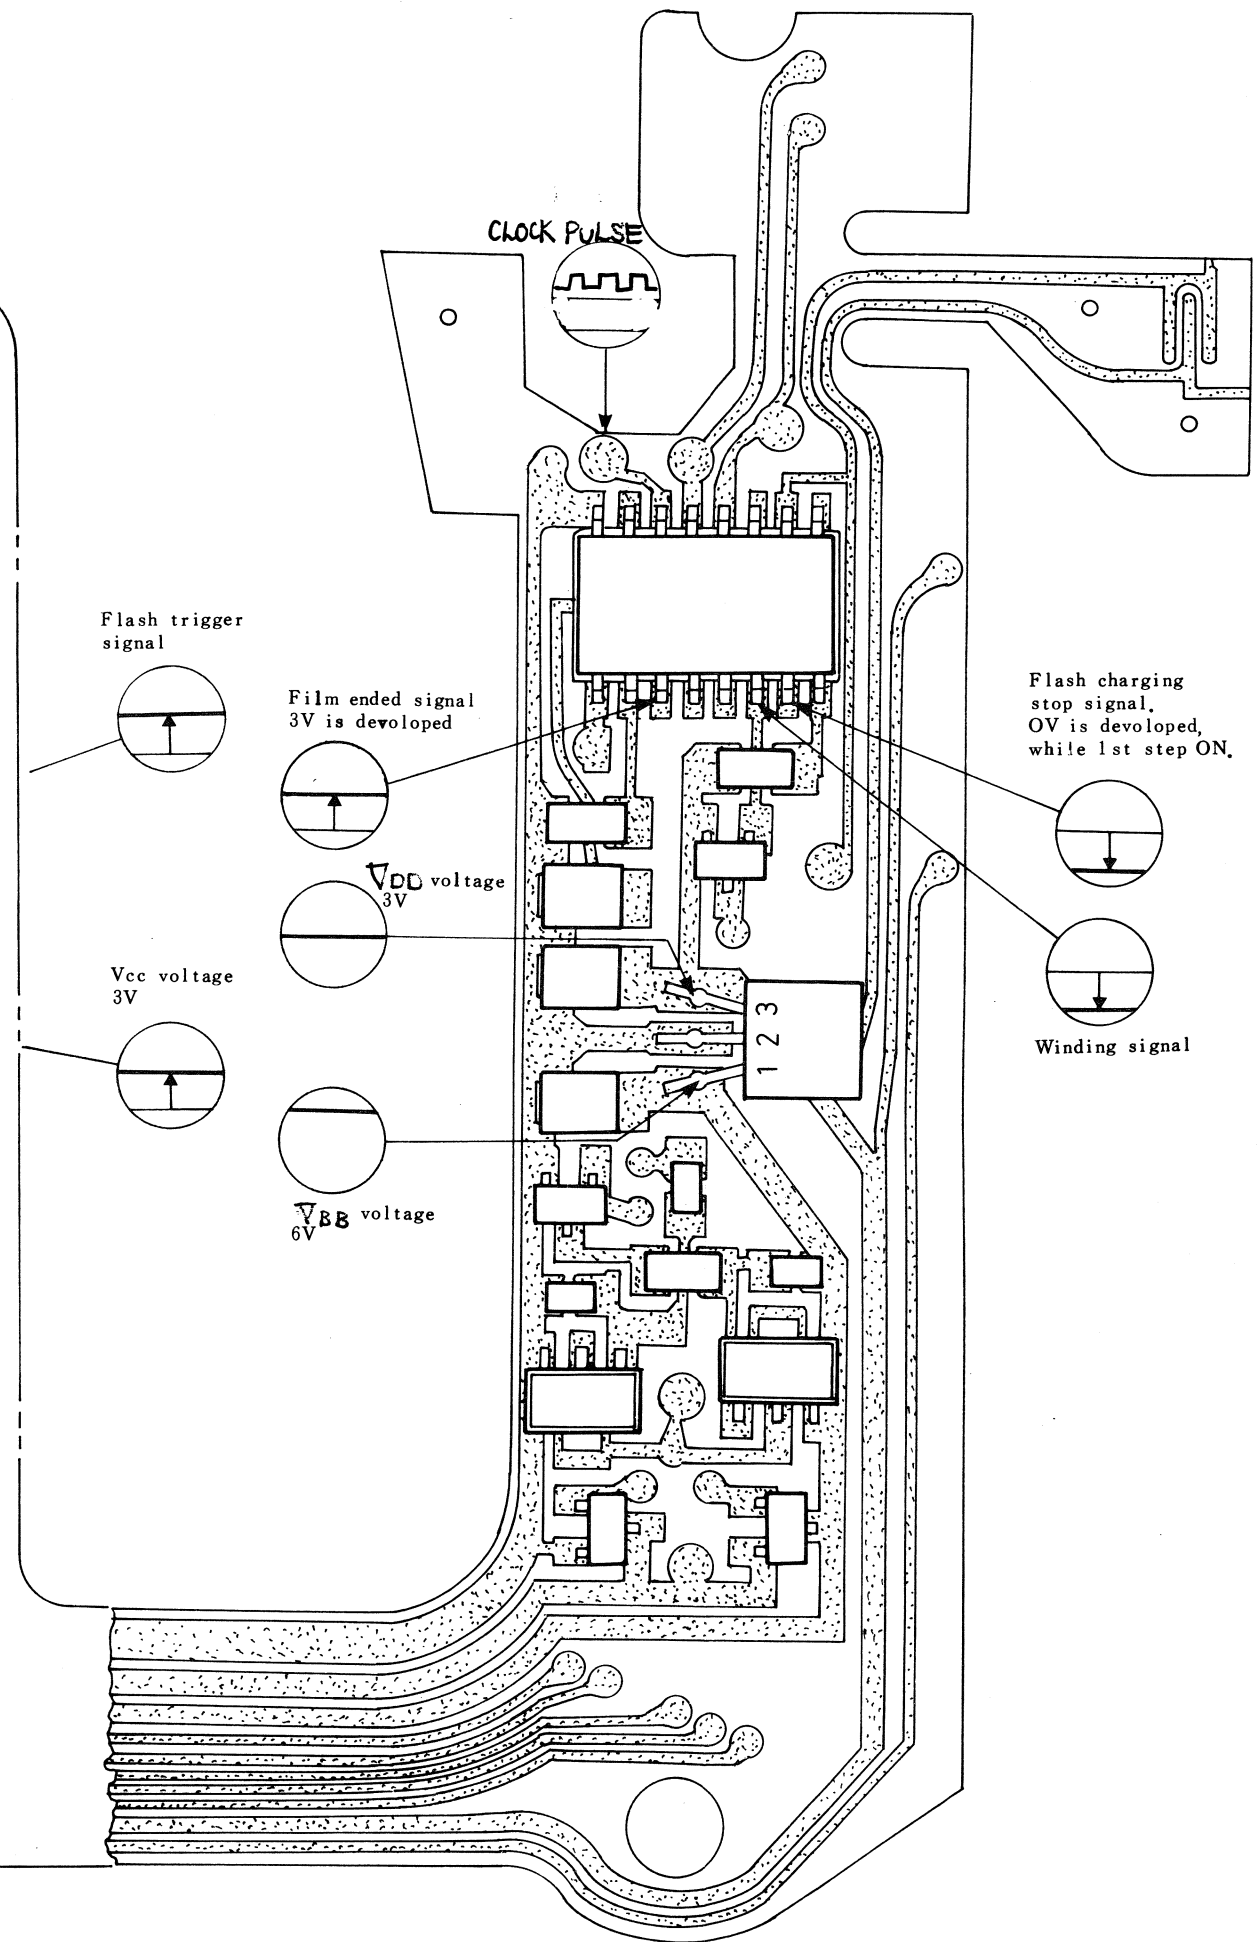 CLOCK PULSE
Flash trigger
signal
Film ended signal
3V is devoloped
Flash charging
stop signal.
OV is devoloped,
while 1st step ON.
VDD voltage
3V
Vcc voltage
3V
3
2
1
Winding signal
VBB voltage
6V